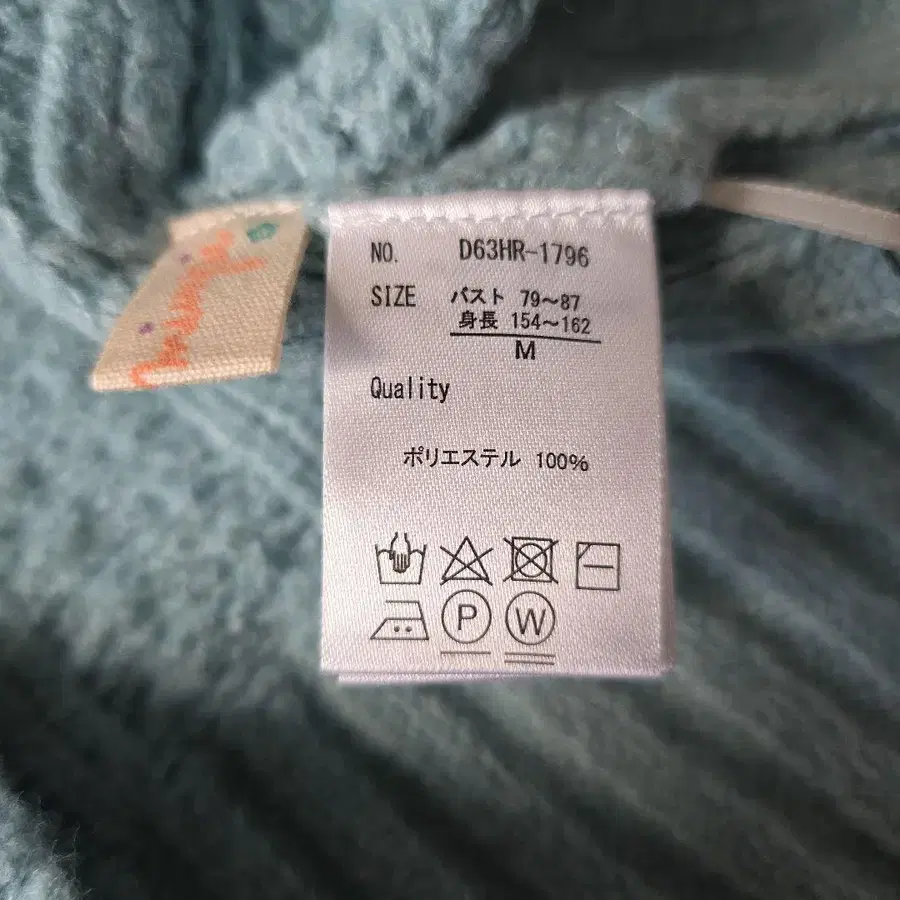 NO. D63HR-1796
SIZE バスト 79～87
身長 154～162
M
Quality
ポリエステル 100%
P W